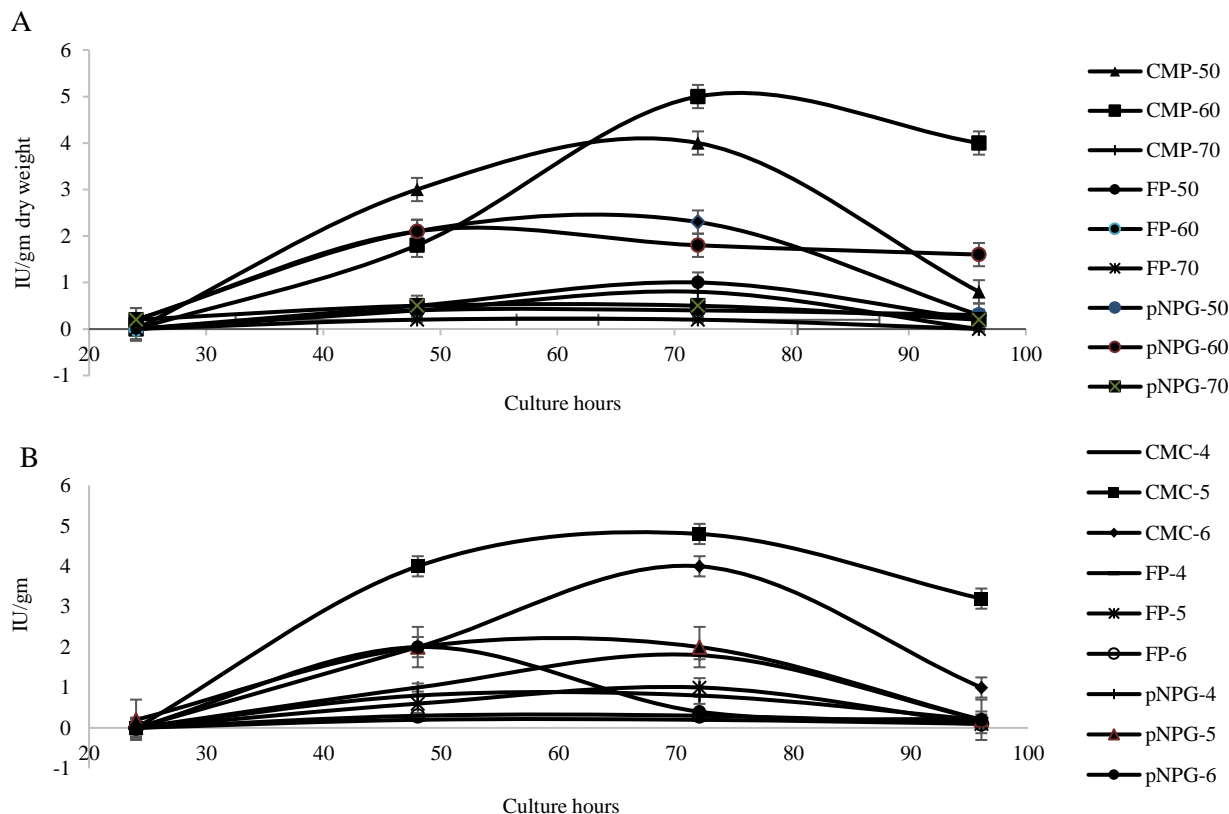 A
6
5
4
3
2
1
0
-1
IU/gm dry weight
20 30 40 50 60 70 80 90 100
Culture hours
CMP-50
CMP-60
CMP-70
FP-50
FP-60
FP-70
pNPG-50
pNPG-60
pNPG-70
B
6
5
4
3
2
1
0
-1
IU/gm
20 30 40 50 60 70 80 90 100
Culture hours
CMC-4
CMC-5
CMC-6
FP-4
FP-5
FP-6
pNPG-4
pNPG-5
pNPG-6